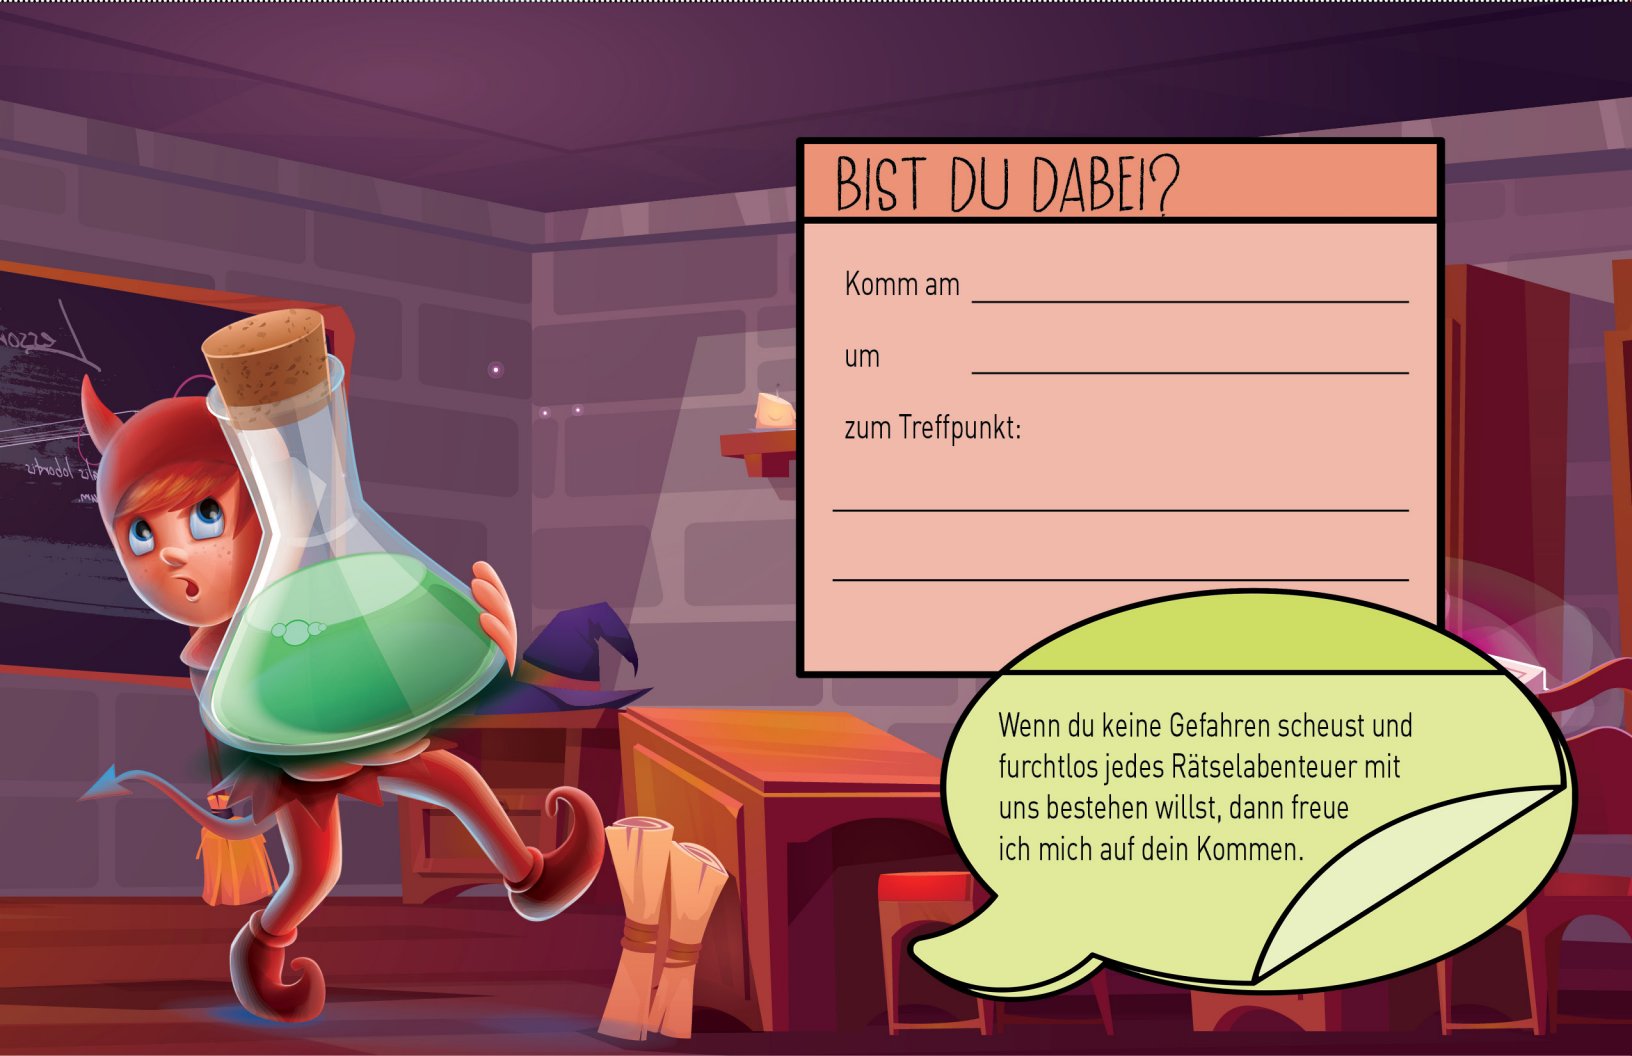 BIST DU DABEI?
Komm am
um
zum Treffpunkt:
Wenn du keine Gefahren scheust und
furchtlos jedes Rätselabenteuer mit
uns bestehen willst, dann freue
ich mich auf dein Kommen.